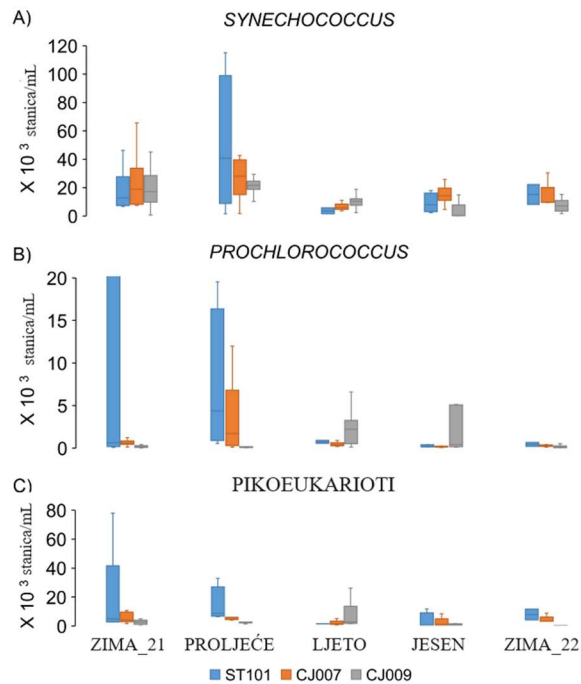 A)
SYNECHOCOCCUS
X 10 3 stanica/mL
120
100
80
60
40
20
0
B)
PROCHLOROCOCCUS
X 10 3 stanica/mL
20
15
10
5
0
C)
PIKOEUKARIOTI
X 10 3 stanica/mL
80
60
40
20
0
ZIMA_21 PROLJEĆE LJETO JESEN ZIMA_22
ST101 CJ007 CJ009